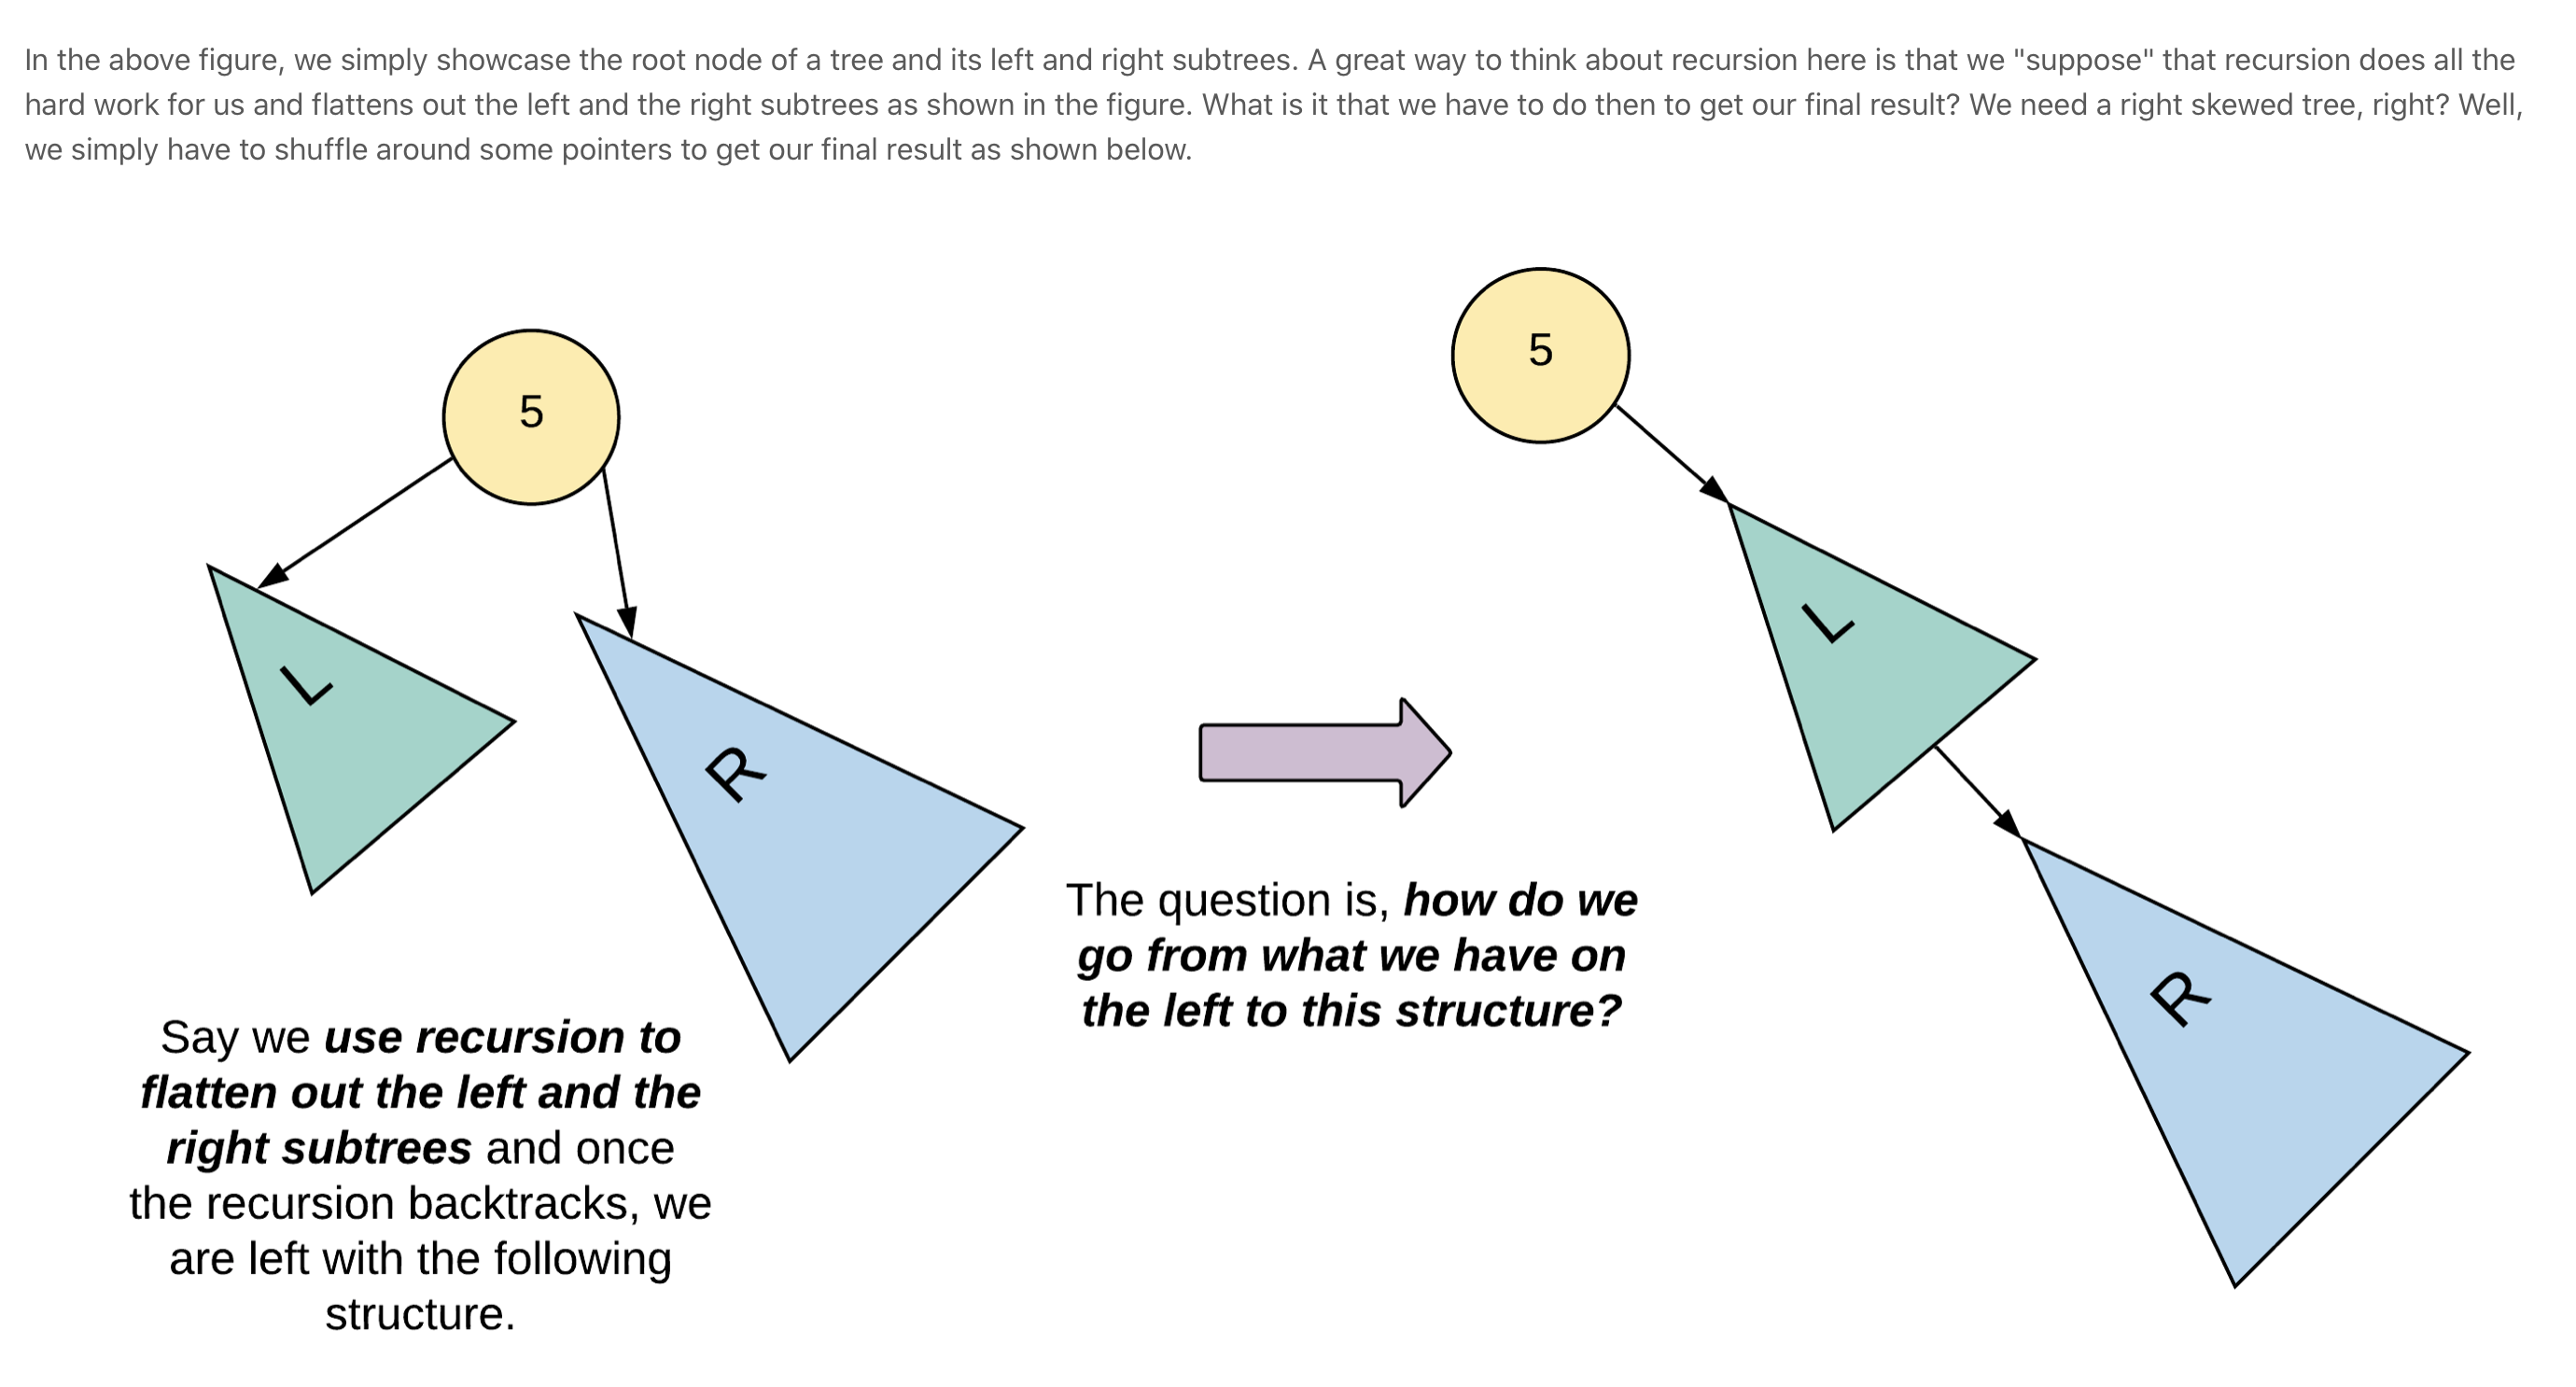 In the above figure, we simply showcase the root node of a tree and its left and right subtrees. A great way to think about recursion here is that we "suppose" that recursion does all the
hard work for us and flattens out the left and the right subtrees as shown in the figure. What is it that we have to do then to get our final result? We need a right skewed tree, right? Well,
we simply have to shuffle around some pointers to get our final result as shown below.
5
L
R
Say we use recursion to
flatten out the left and the
right subtrees and once
the recursion backtracks, we
are left with the following
structure.
The question is, how do we
go from what we have on
the left to this structure?
5
L
R